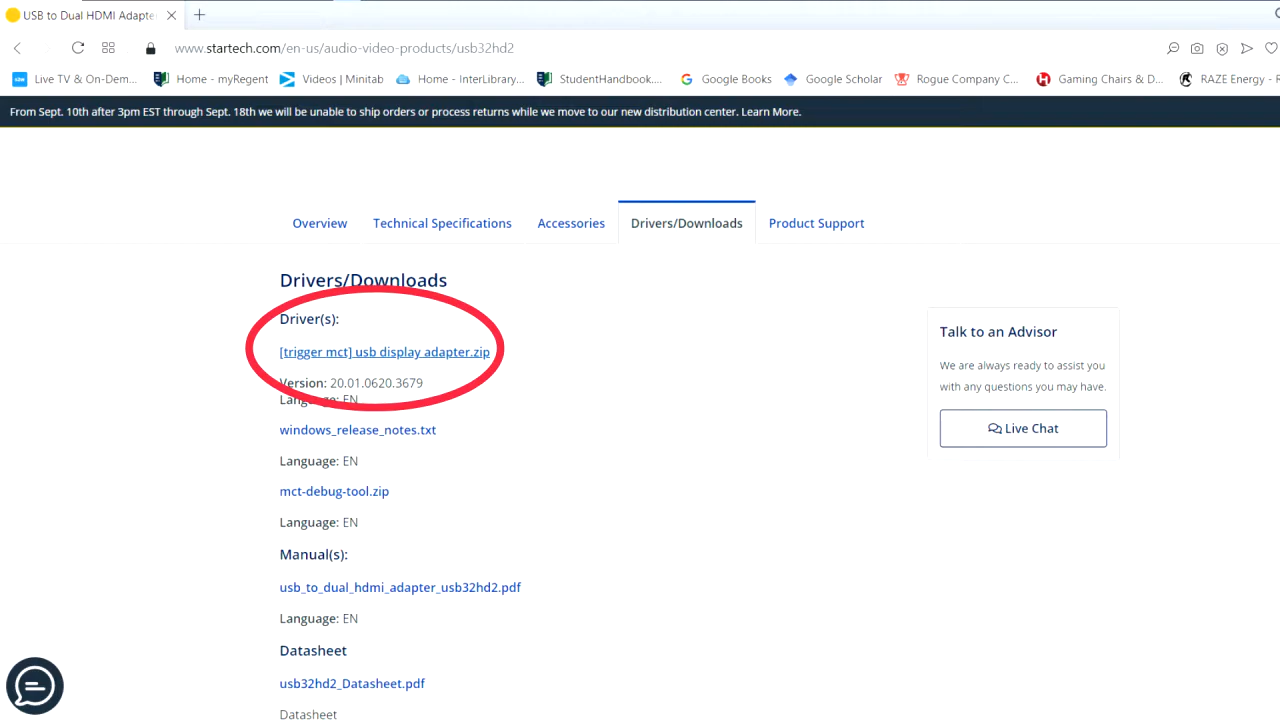 USB to Dual HDMI Adapte
www.startech.com/en-us/audio-video-products/usb32hd2
Live TV & On-Dem... Home - myRegent Videos | Minitab Home - InterLibrary... StudentHandbook.... Google Books Google Scholar Rogue Company C... Gaming Chairs & D... RAZE Energy - R
From Sept. 10th after 3pm EST through Sept. 18th we will be unable to ship orders or process returns while we move to our new distribution center. Learn More.
Overview Technical Specifications Accessories Drivers/Downloads Product Support
Drivers/Downloads
Driver(s):
[trigger mct] usb display adapter.zip
Version: 20.01.0620.3679
Language: EN
windows_release_notes.txt
Language: EN
mct-debug-tool.zip
Language: EN
Manual(s):
usb_to_dual_hdmi_adapter_usb32hd2.pdf
Language: EN
Datasheet
usb32hd2_Datasheet.pdf
Datasheet
Talk to an Advisor
We are always ready to assist you
with any questions you may have.
Live Chat